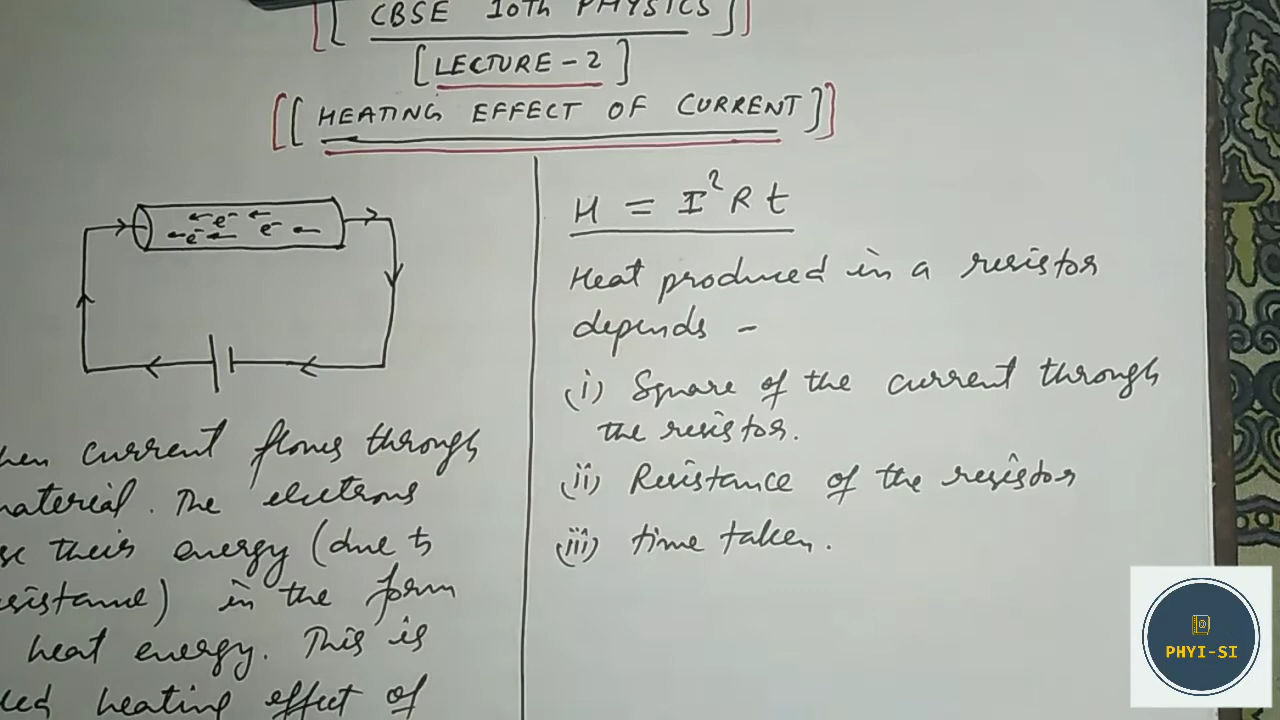 [[ CBSE 10th PHYSICS ]]
[ LECTURE - 2 ]
[[ HEATING EFFECT OF CURRENT ]]
e⁻
e⁻
e⁻
current flows through
The electrons
their energy (due to
in the form
heat energy. This is
heating effect of
H = I²Rt
Heat produced in a resistor
depends -
(i) Square of the current through
the resistor.
(ii) Resistance of the resistor
(iii) time taken.
PHYI-SI